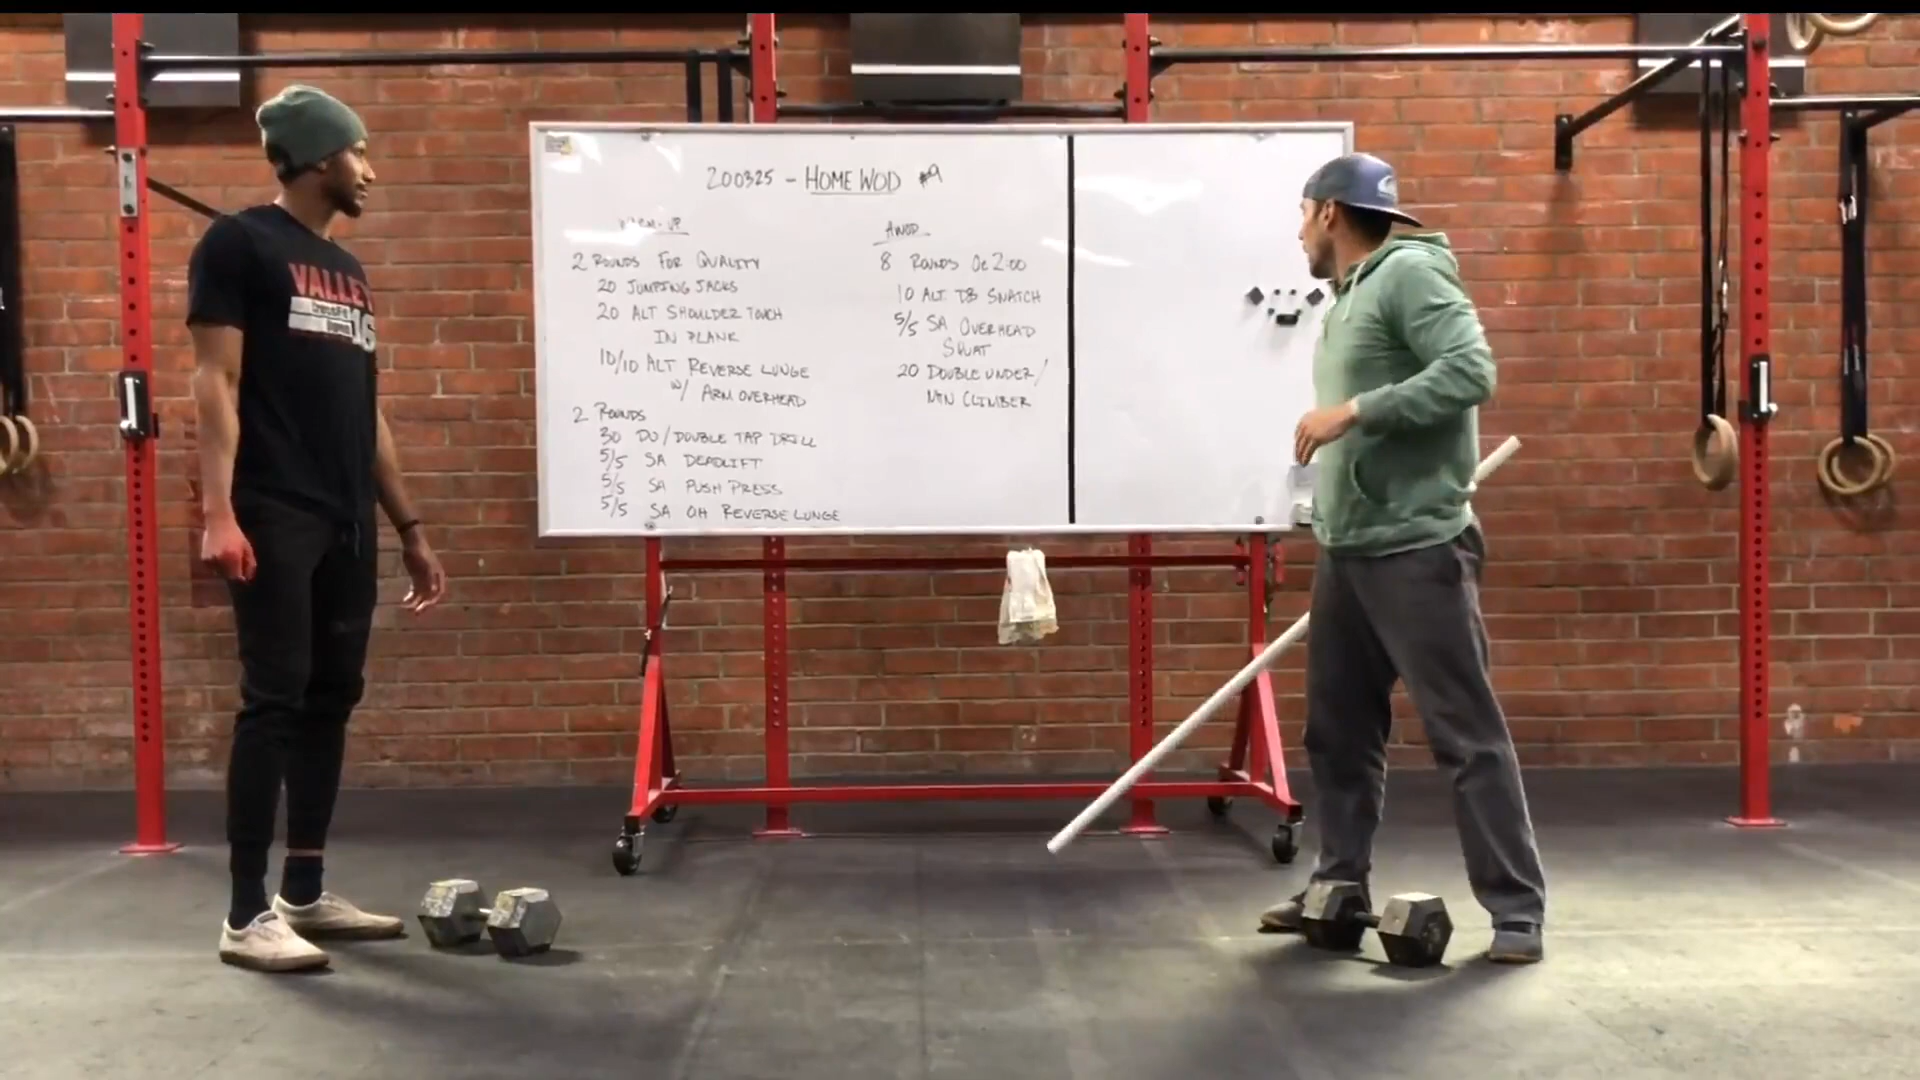 200325 - HOME WOD #9
WARM-UP
2 ROUNDS FOR QUALITY
20 JUMPING JACKS
20 ALT SHOULDER TOUCH
IN PLANK
10/10 ALT REVERSE LUNGE
W/ ARM OVERHEAD
2 ROUNDS
30 DU/DOUBLE TAP DRILL
5/5 SA DEADLIFT
5/5 SA PUSH PRESS
5/5 SA OH REVERSE LUNGE
AWOD
8 ROUNDS Oe 2:00
10 ALT DB SNATCH
5/5 SA OVERHEAD
SQUAT
20 DOUBLE UNDER/
MTN CLIMBER
VALLEY
CrossFit
16